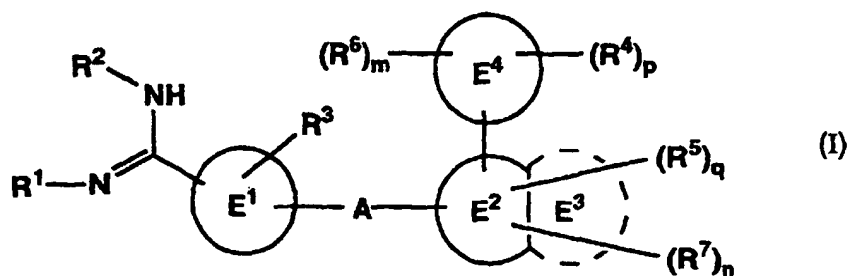 (R⁶)ₘ E⁴ (R⁴)ₚ
R²
NH R³
(R⁵)q (I)
R¹ N E¹ A E² E³
(R⁷)ₙ